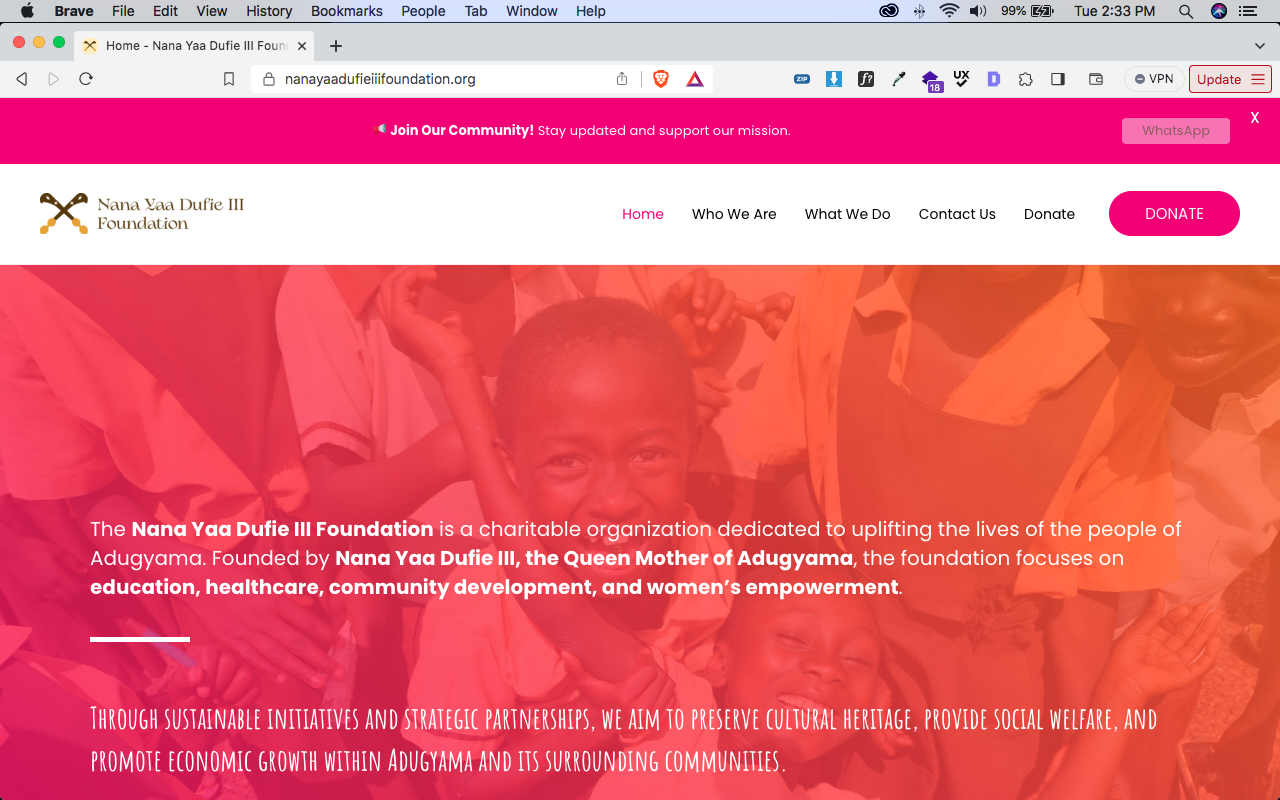 Brave File Edit View History Bookmarks People Tab Window Help 99% Tue 2:33 PM
Home - Nana Yaa Dufie III Foun
nanayaadufieiiifoundation.org ZIP f? 18 UX D VPN Update
Join Our Community! Stay updated and support our mission. WhatsApp X
Nana Yaa Dufie III
Foundation
Home Who We Are What We Do Contact Us Donate DONATE
The Nana Yaa Dufie III Foundation is a charitable organization dedicated to uplifting the lives of the people of
Adugyama. Founded by Nana Yaa Dufie III, the Queen Mother of Adugyama, the foundation focuses on
education, healthcare, community development, and women’s empowerment.
Through sustainable initiatives and strategic partnerships, we aim to preserve cultural heritage, provide social welfare, and
promote economic growth within Adugyama and its surrounding communities.